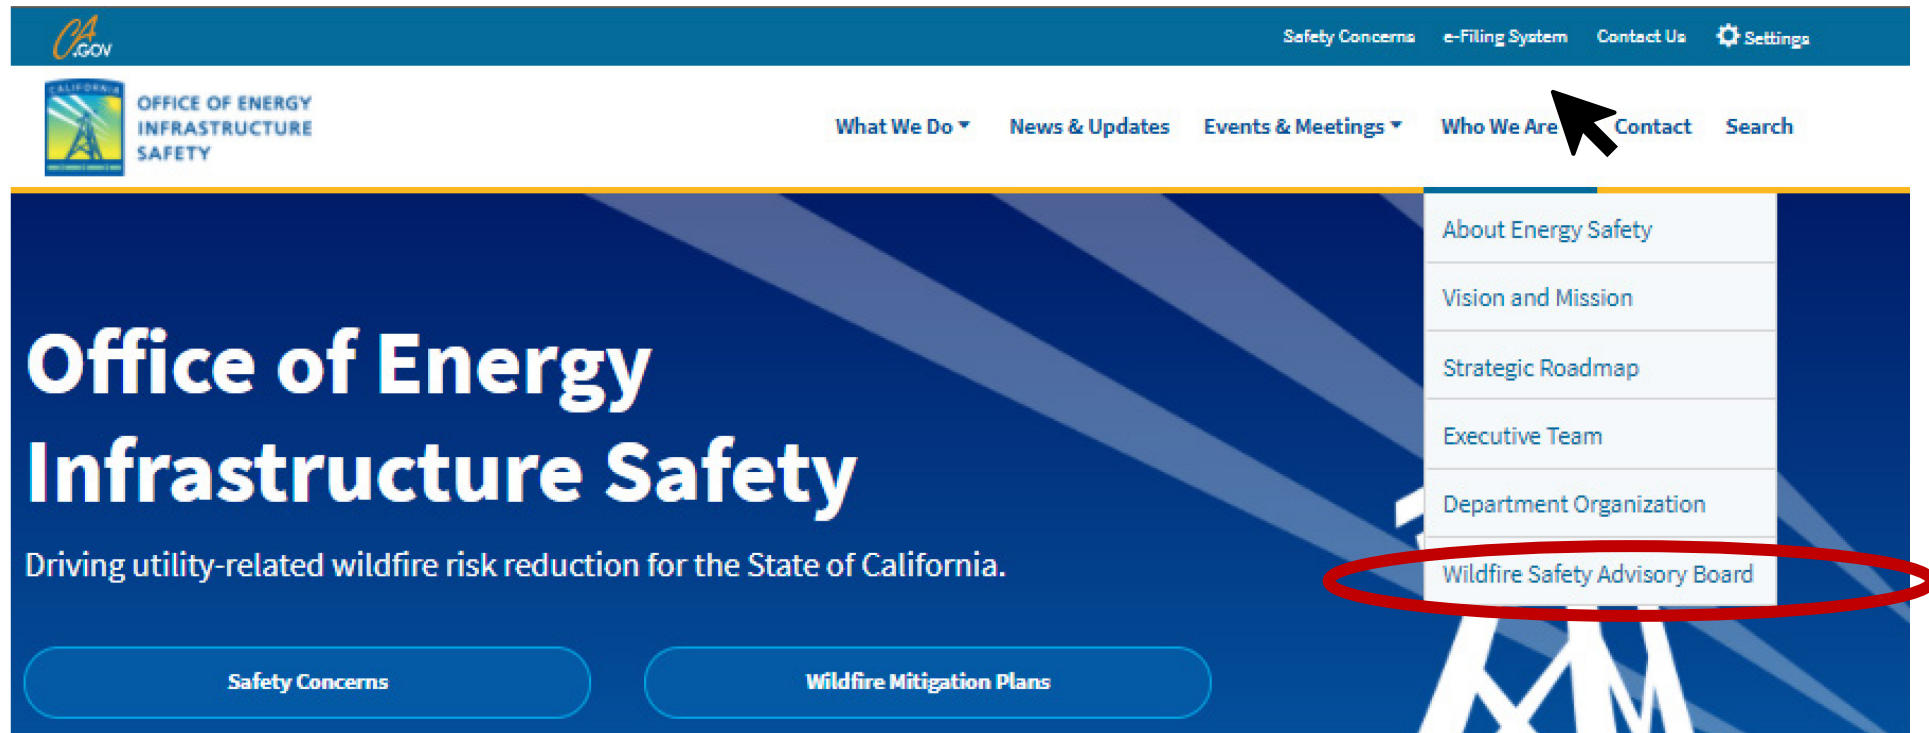 CA.GOV
Safety Concerns e-Filing System Contact Us Settings
CALIFORNIA
OFFICE OF ENERGY
INFRASTRUCTURE
SAFETY
What We Do News & Updates Events & Meetings Who We Are Contact Search
About Energy Safety
Vision and Mission
Strategic Roadmap
Executive Team
Department Organization
Wildfire Safety Advisory Board
Office of Energy
Infrastructure Safety
Driving utility-related wildfire risk reduction for the State of California.
Safety Concerns
Wildfire Mitigation Plans